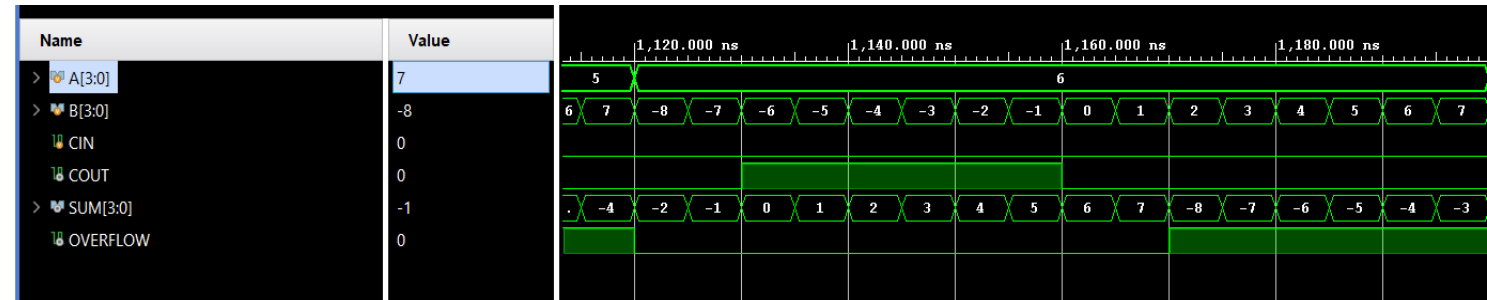 Name Value
1,120.000 ns 1,140.000 ns 1,160.000 ns 1,180.000 ns
A[3:0] 7 5 6
B[3:0] -8 6 7 -8 -7 -6 -5 -4 -3 -2 -1 0 1 2 3 4 5 6 7
CIN 0
COUT 0
SUM[3:0] -1 . -4 -2 -1 0 1 2 3 4 5 6 7 -8 -7 -6 -5 -4 -3
OVERFLOW 0